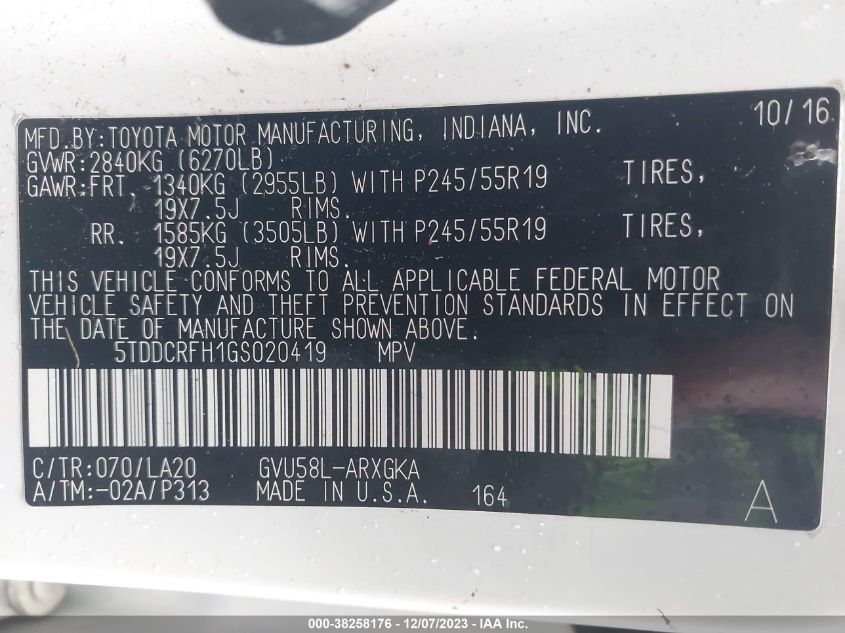 MFD.BY:TOYOTA MOTOR MANUFACTURING, INDIANA, INC. 10/16
GVWR:2840KG (6270LB)
GAWR:FRT. 1340KG (2955LB) WITH P245/55R19 TIRES,
19X7.5J RIMS.
RR. 1585KG (3505LB) WITH P245/55R19 TIRES,
19X7.5J RIMS.
THIS VEHICLE CONFORMS TO ALL APPLICABLE FEDERAL MOTOR
VEHICLE SAFETY AND THEFT PREVENTION STANDARDS IN EFFECT ON
THE DATE OF MANUFACTURE SHOWN ABOVE.
5TDDCRFH1GS020419 MPV
C/TR:070/LA20 GVU58L-ARXGKA
A/TM:-02A/P313 MADE IN U.S.A. 164 A
000-38258176 - 12/07/2023 - IAA Inc.